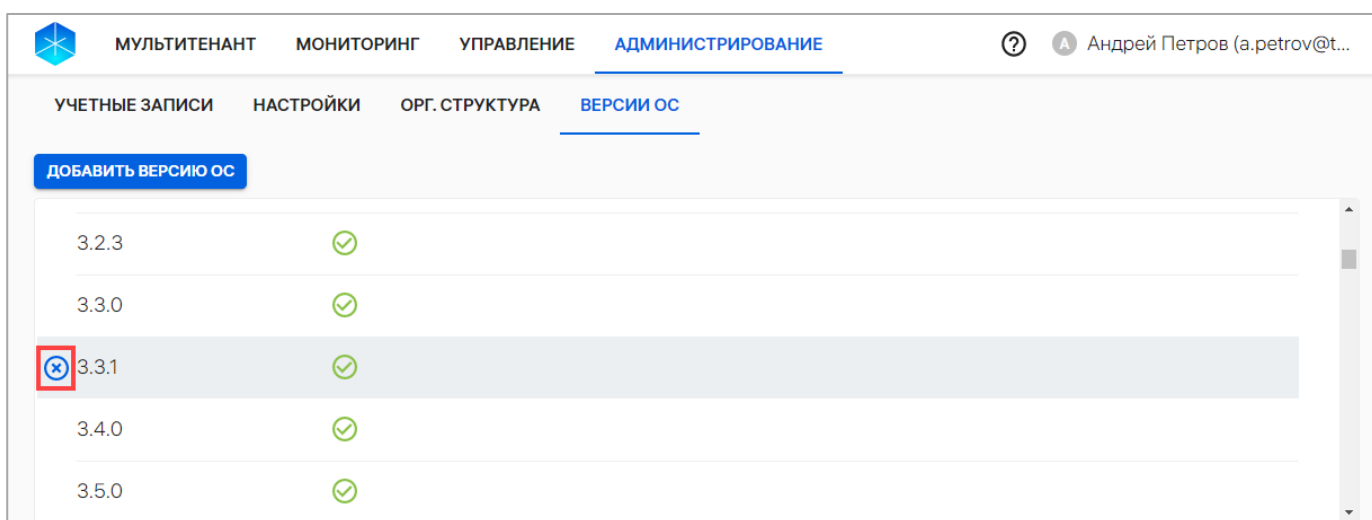 МУЛЬТИТЕНАНТ МОНИТОРИНГ УПРАВЛЕНИЕ АДМИНИСТРИРОВАНИЕ ? А Андрей Петров (a.petrov@t...
УЧЕТНЫЕ ЗАПИСИ НАСТРОЙКИ ОРГ. СТРУКТУРА ВЕРСИИ ОС
ДОБАВИТЬ ВЕРСИЮ ОС
3.2.3
3.3.0
3.3.1
3.4.0
3.5.0